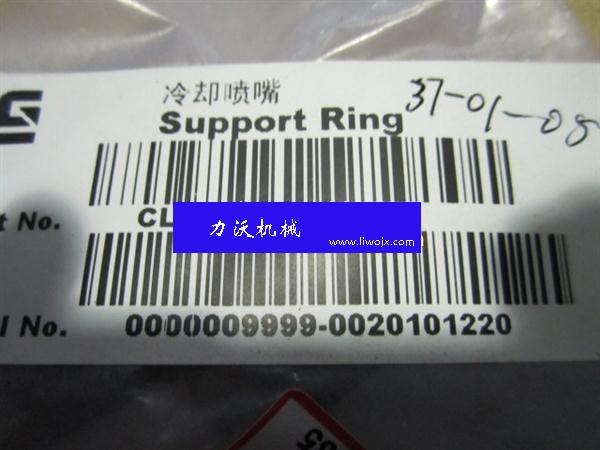 冷却喷嘴
Support Ring
37-01-08
t No. CL
力沃机械
www.liwojx.com
l No. 0000009999-0020101220